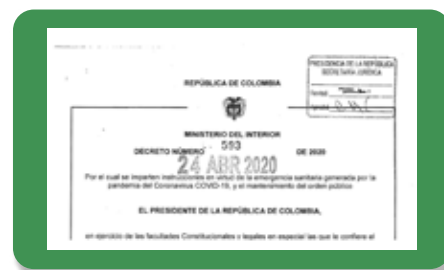 PRESIDENCIA DE LA REPÚBLICA
SECRETARÍA JURÍDICA
REPÚBLICA DE COLOMBIA
MINISTERIO DEL INTERIOR
DECRETO NÚMERO 593 DE 2020
24 ABR 2020
Por el cual se imparten instrucciones en virtud de la emergencia sanitaria generada por la
pandemia del Coronavirus COVID-19, y el mantenimiento del orden público
EL PRESIDENTE DE LA REPÚBLICA DE COLOMBIA,
en ejercicio de las facultades Constitucionales y legales en especial las que le confiere el